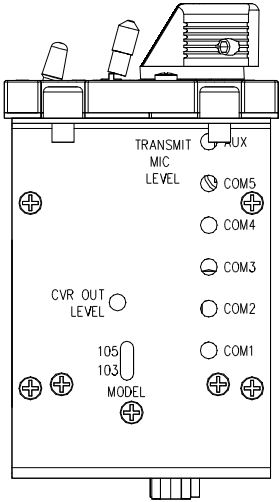 TRANSMIT
MIC
LEVEL
AUX
COM5
COM4
COM3
COM2
COM1
CVR OUT
LEVEL
105
103
MODEL